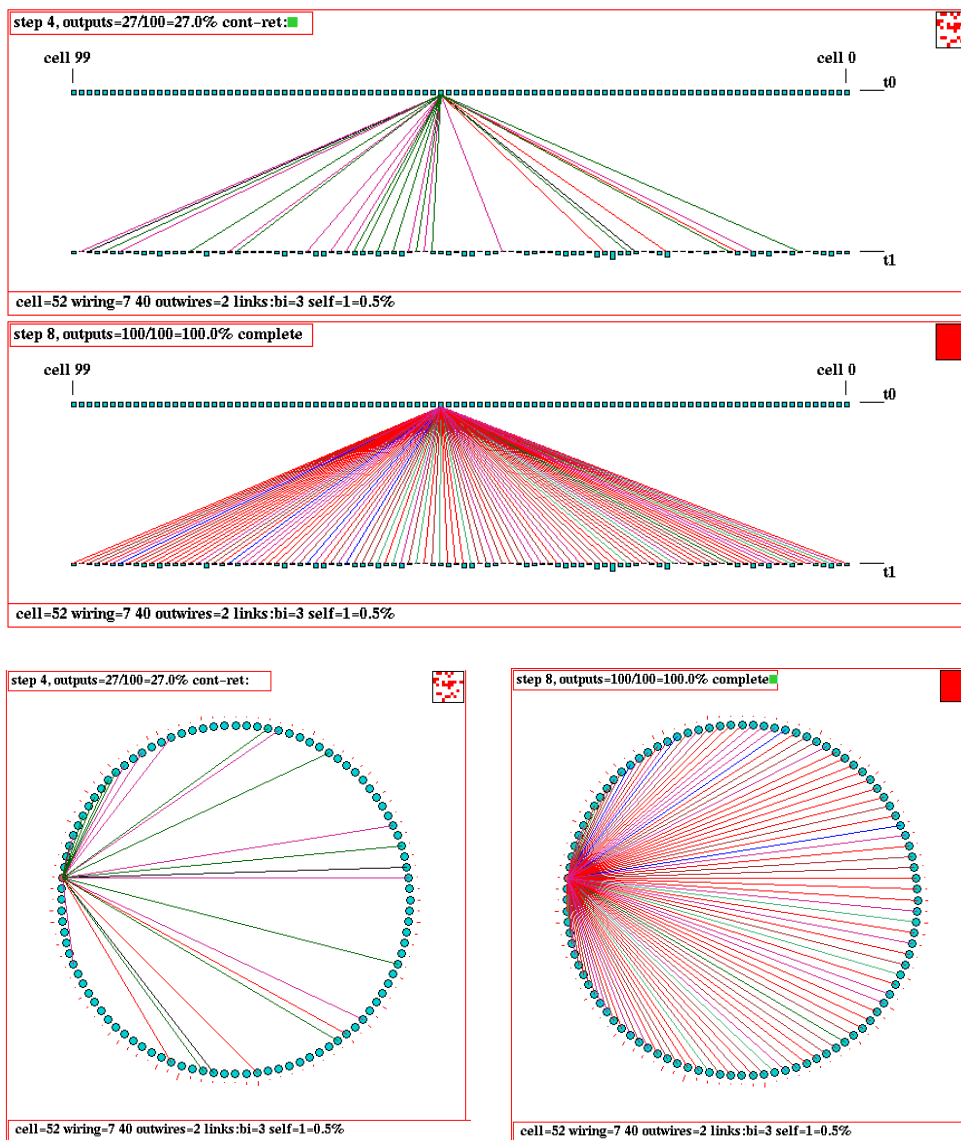 step 4, outputs=27/100=27.0% cont-ret:
cell 99 cell 0
t0
t1
cell=52 wiring=7 40 outwires=2 links:bi=3 self=1=0.5%
step 8, outputs=100/100=100.0% complete
cell 99 cell 0
t0
t1
cell=52 wiring=7 40 outwires=2 links:bi=3 self=1=0.5%
step 4, outputs=27/100=27.0% cont-ret:
step 8, outputs=100/100=100.0% complete
cell=52 wiring=7 40 outwires=2 links:bi=3 self=1=0.5%
cell=52 wiring=7 40 outwires=2 links:bi=3 self=1=0.5%